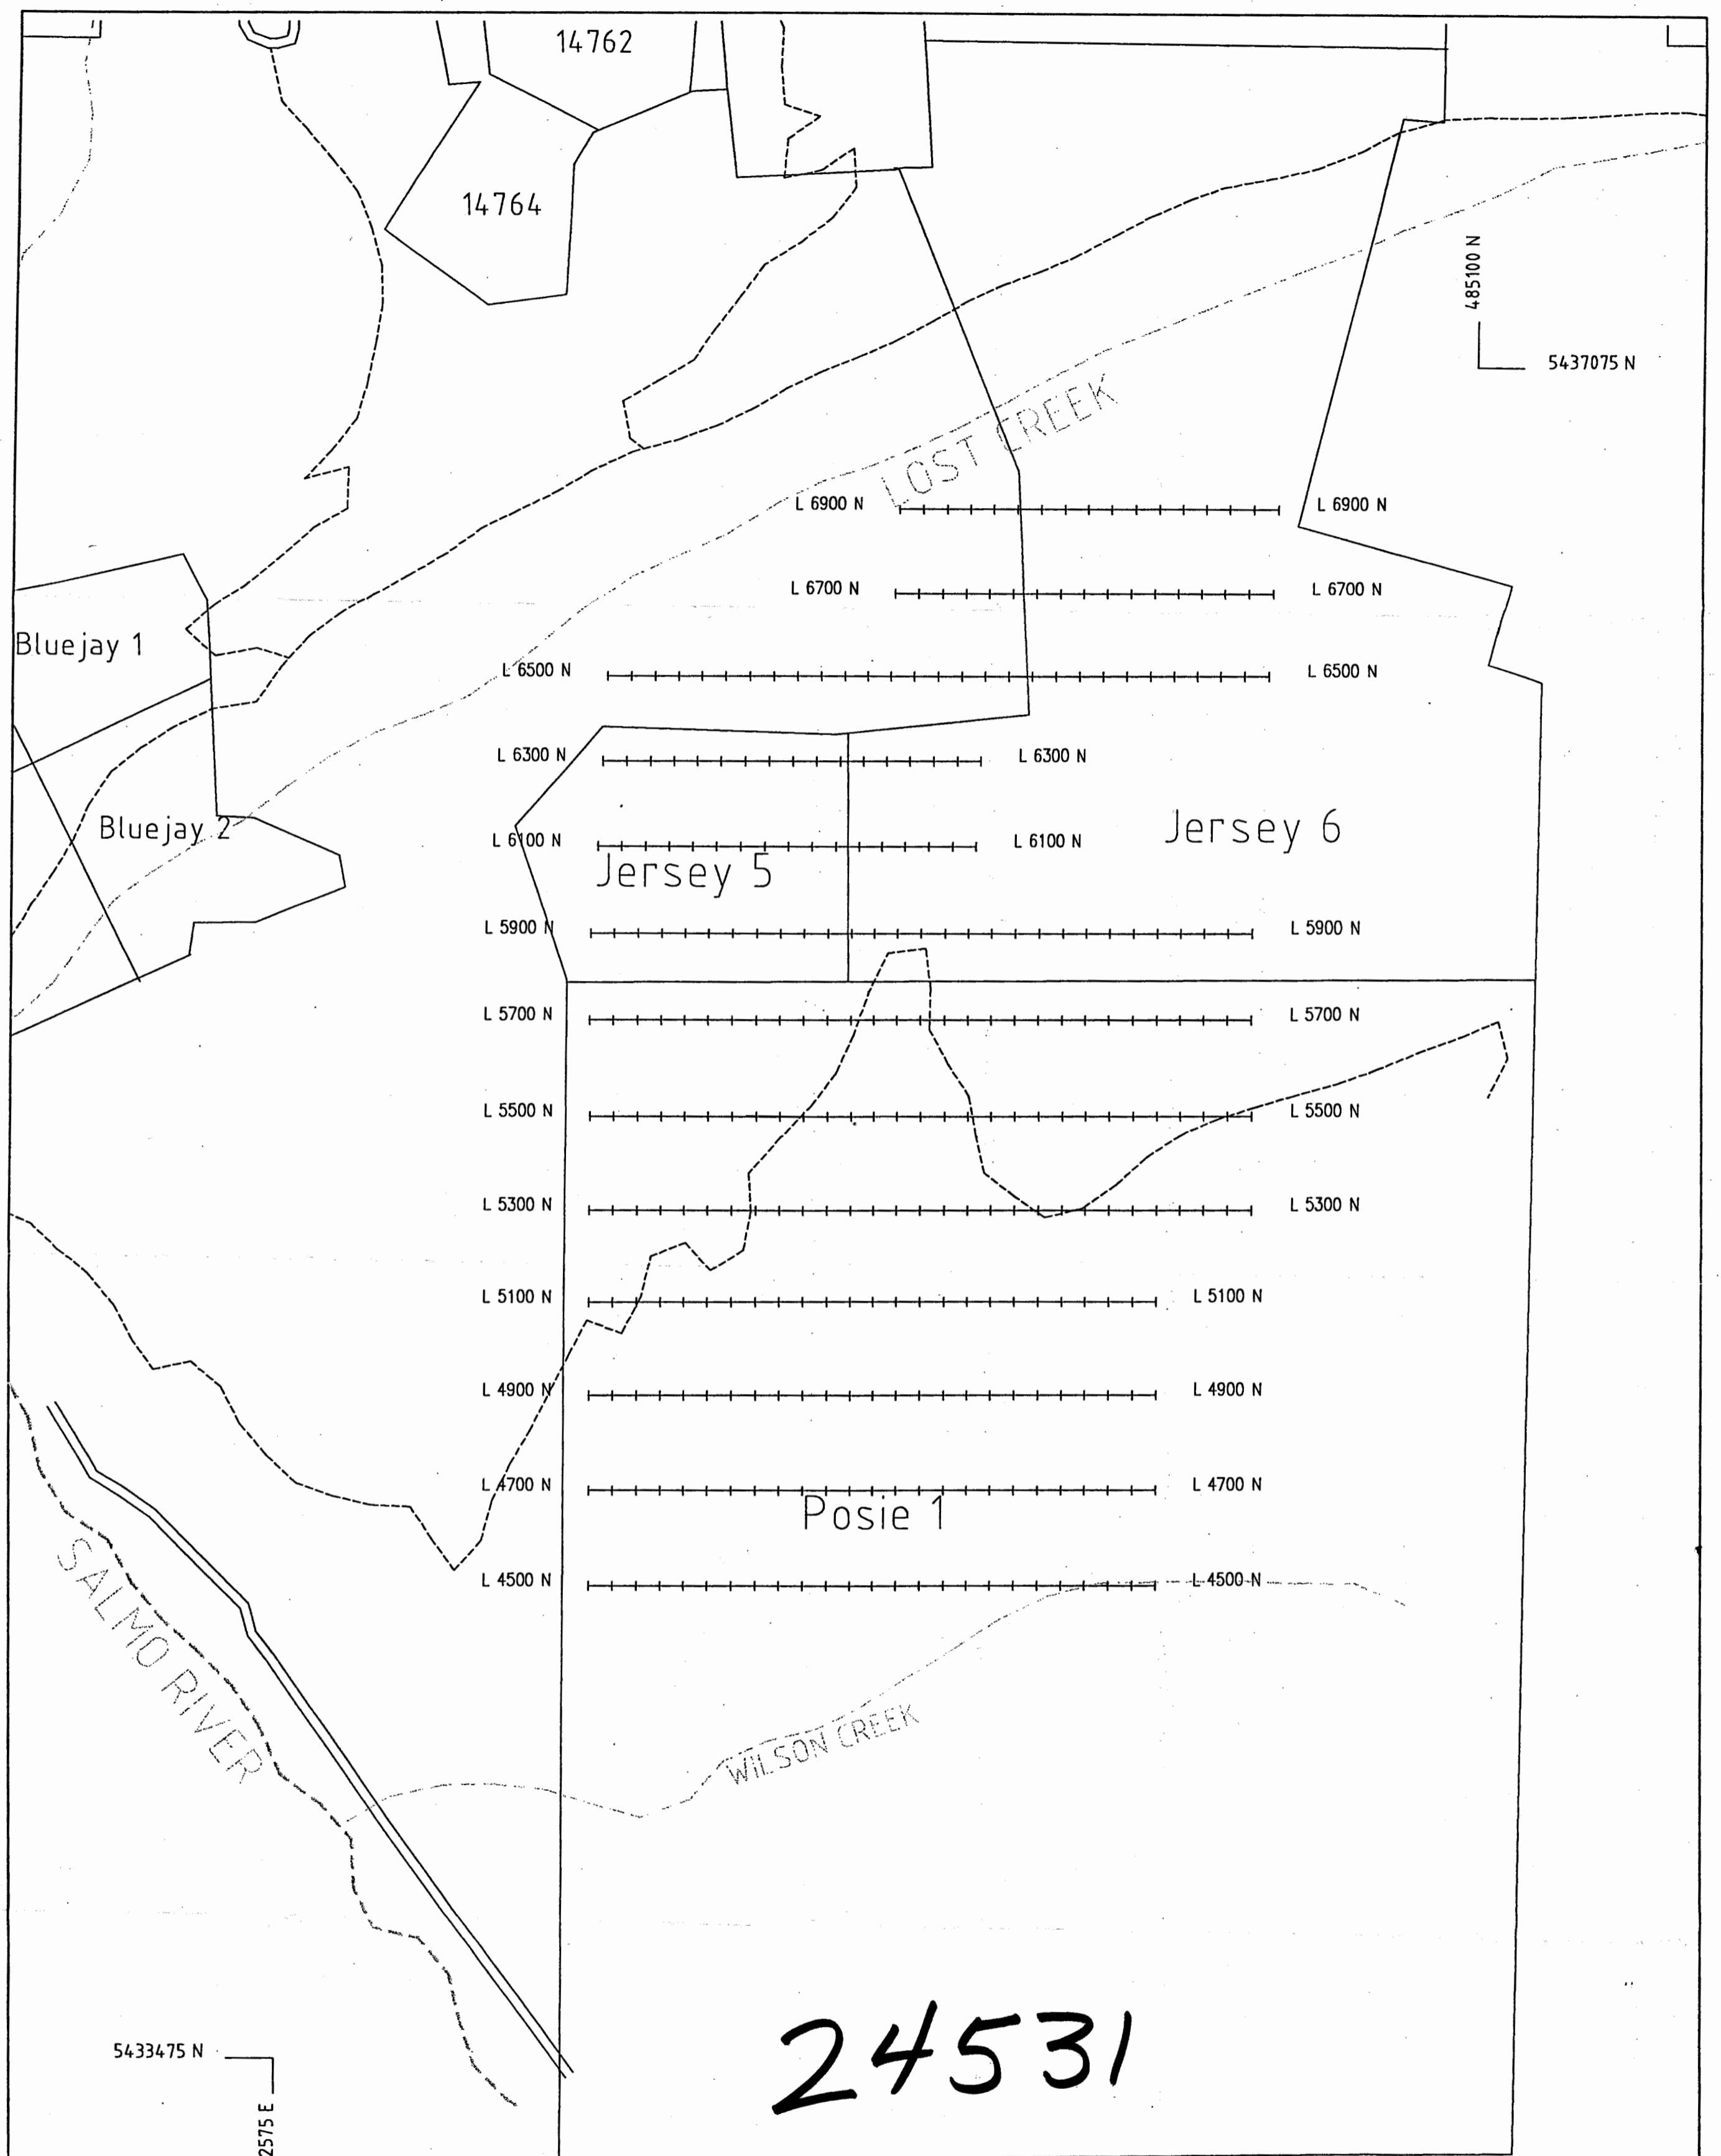 14762
14764
485100 N
5437075 N
LOST CREEK
L 6900 N L 6900 N
L 6700 N L 6700 N
Bluejay 1
L 6500 N L 6500 N
L 6300 N L 6300 N
Bluejay 2 Jersey 6
L 6100 N L 6100 N
Jersey 5
L 5900 N L 5900 N
L 5700 N L 5700 N
L 5500 N L 5500 N
L 5300 N L 5300 N
L 5100 N L 5100 N
L 4900 N L 4900 N
L 4700 N L 4700 N
Posie 1
L 4500 N L 4500 N
SALMO RIVER
WILSON CREEK
24531
5433475 N
2575 E